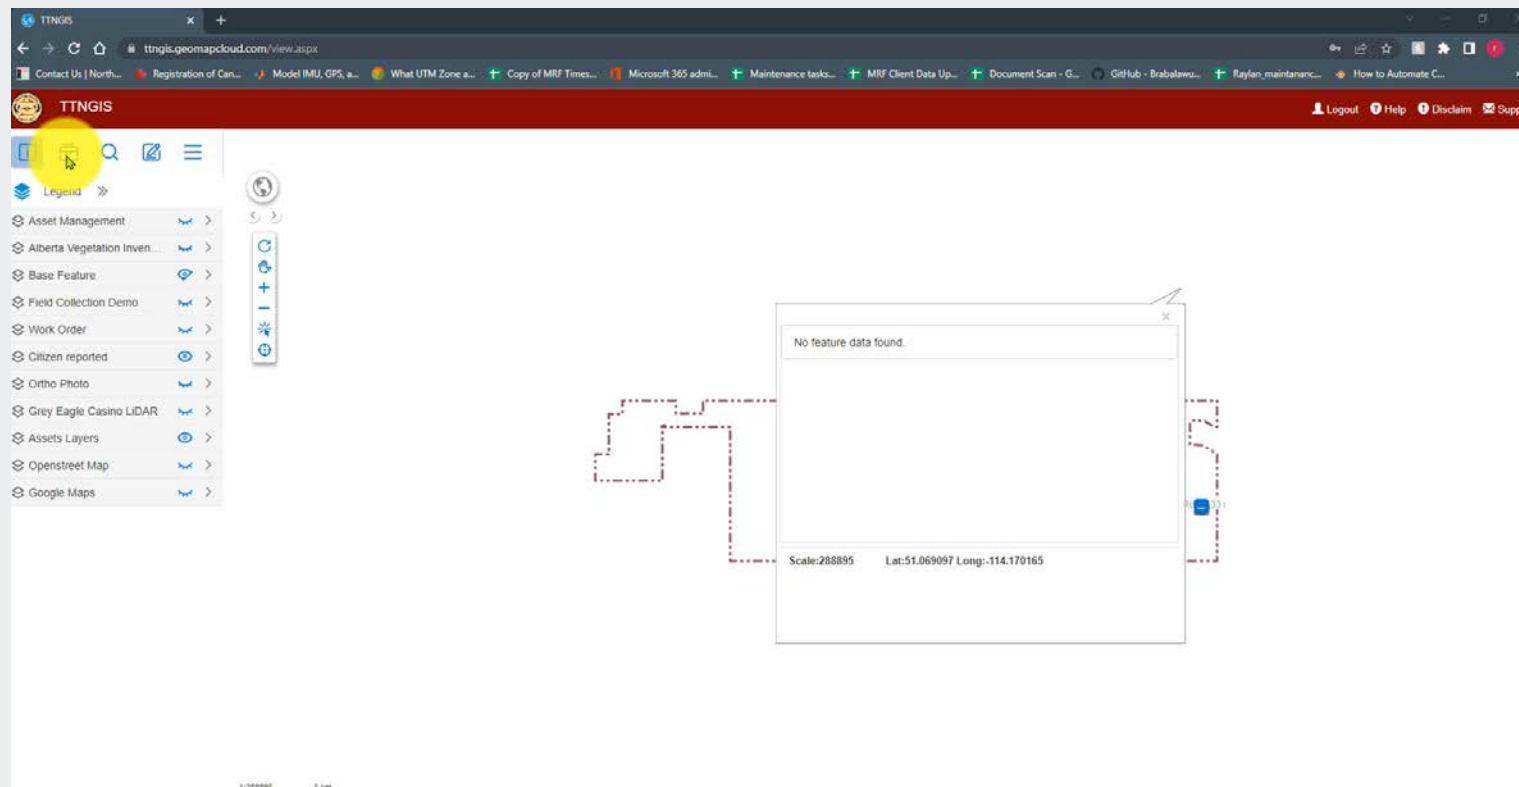 TTNGIS
ttngis.geomapcloud.com/view.aspx
Contact Us | North... Registration of Can... Model IMU, GPS, a... What UTM Zone a... Copy of MRF Times... Microsoft 365 admi... Maintenance tasks... MRF Client Data Up... Document Scan - G... GitHub - Brabalawu... Raylan_maintananc... How to Automate C...
TTNGIS
Logout Help Disclaim Supp
Legend
Asset Management
Alberta Vegetation Inven...
Base Feature
Field Collection Demo
Work Order
Citizen reported
Ortho Photo
Grey Eagle Casino LiDAR
Assets Layers
Openstreet Map
Google Maps
No feature data found.
Scale:288895 Lat:51.069097 Long:-114.170165